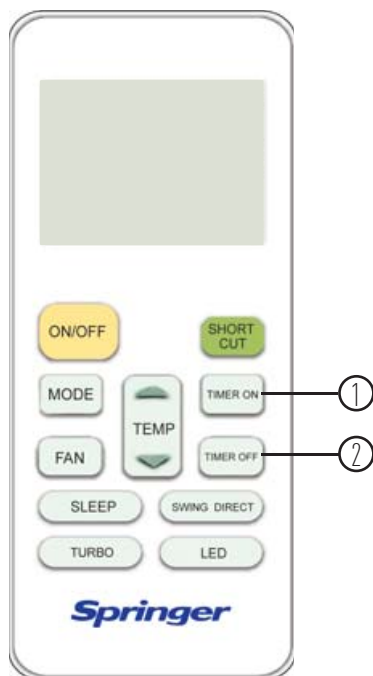 ON/OFF
SHORT
CUT
MODE
TEMP
TIMER ON
1
FAN
TIMER OFF
2
SLEEP
SWING DIRECT
TURBO
LED
Springer